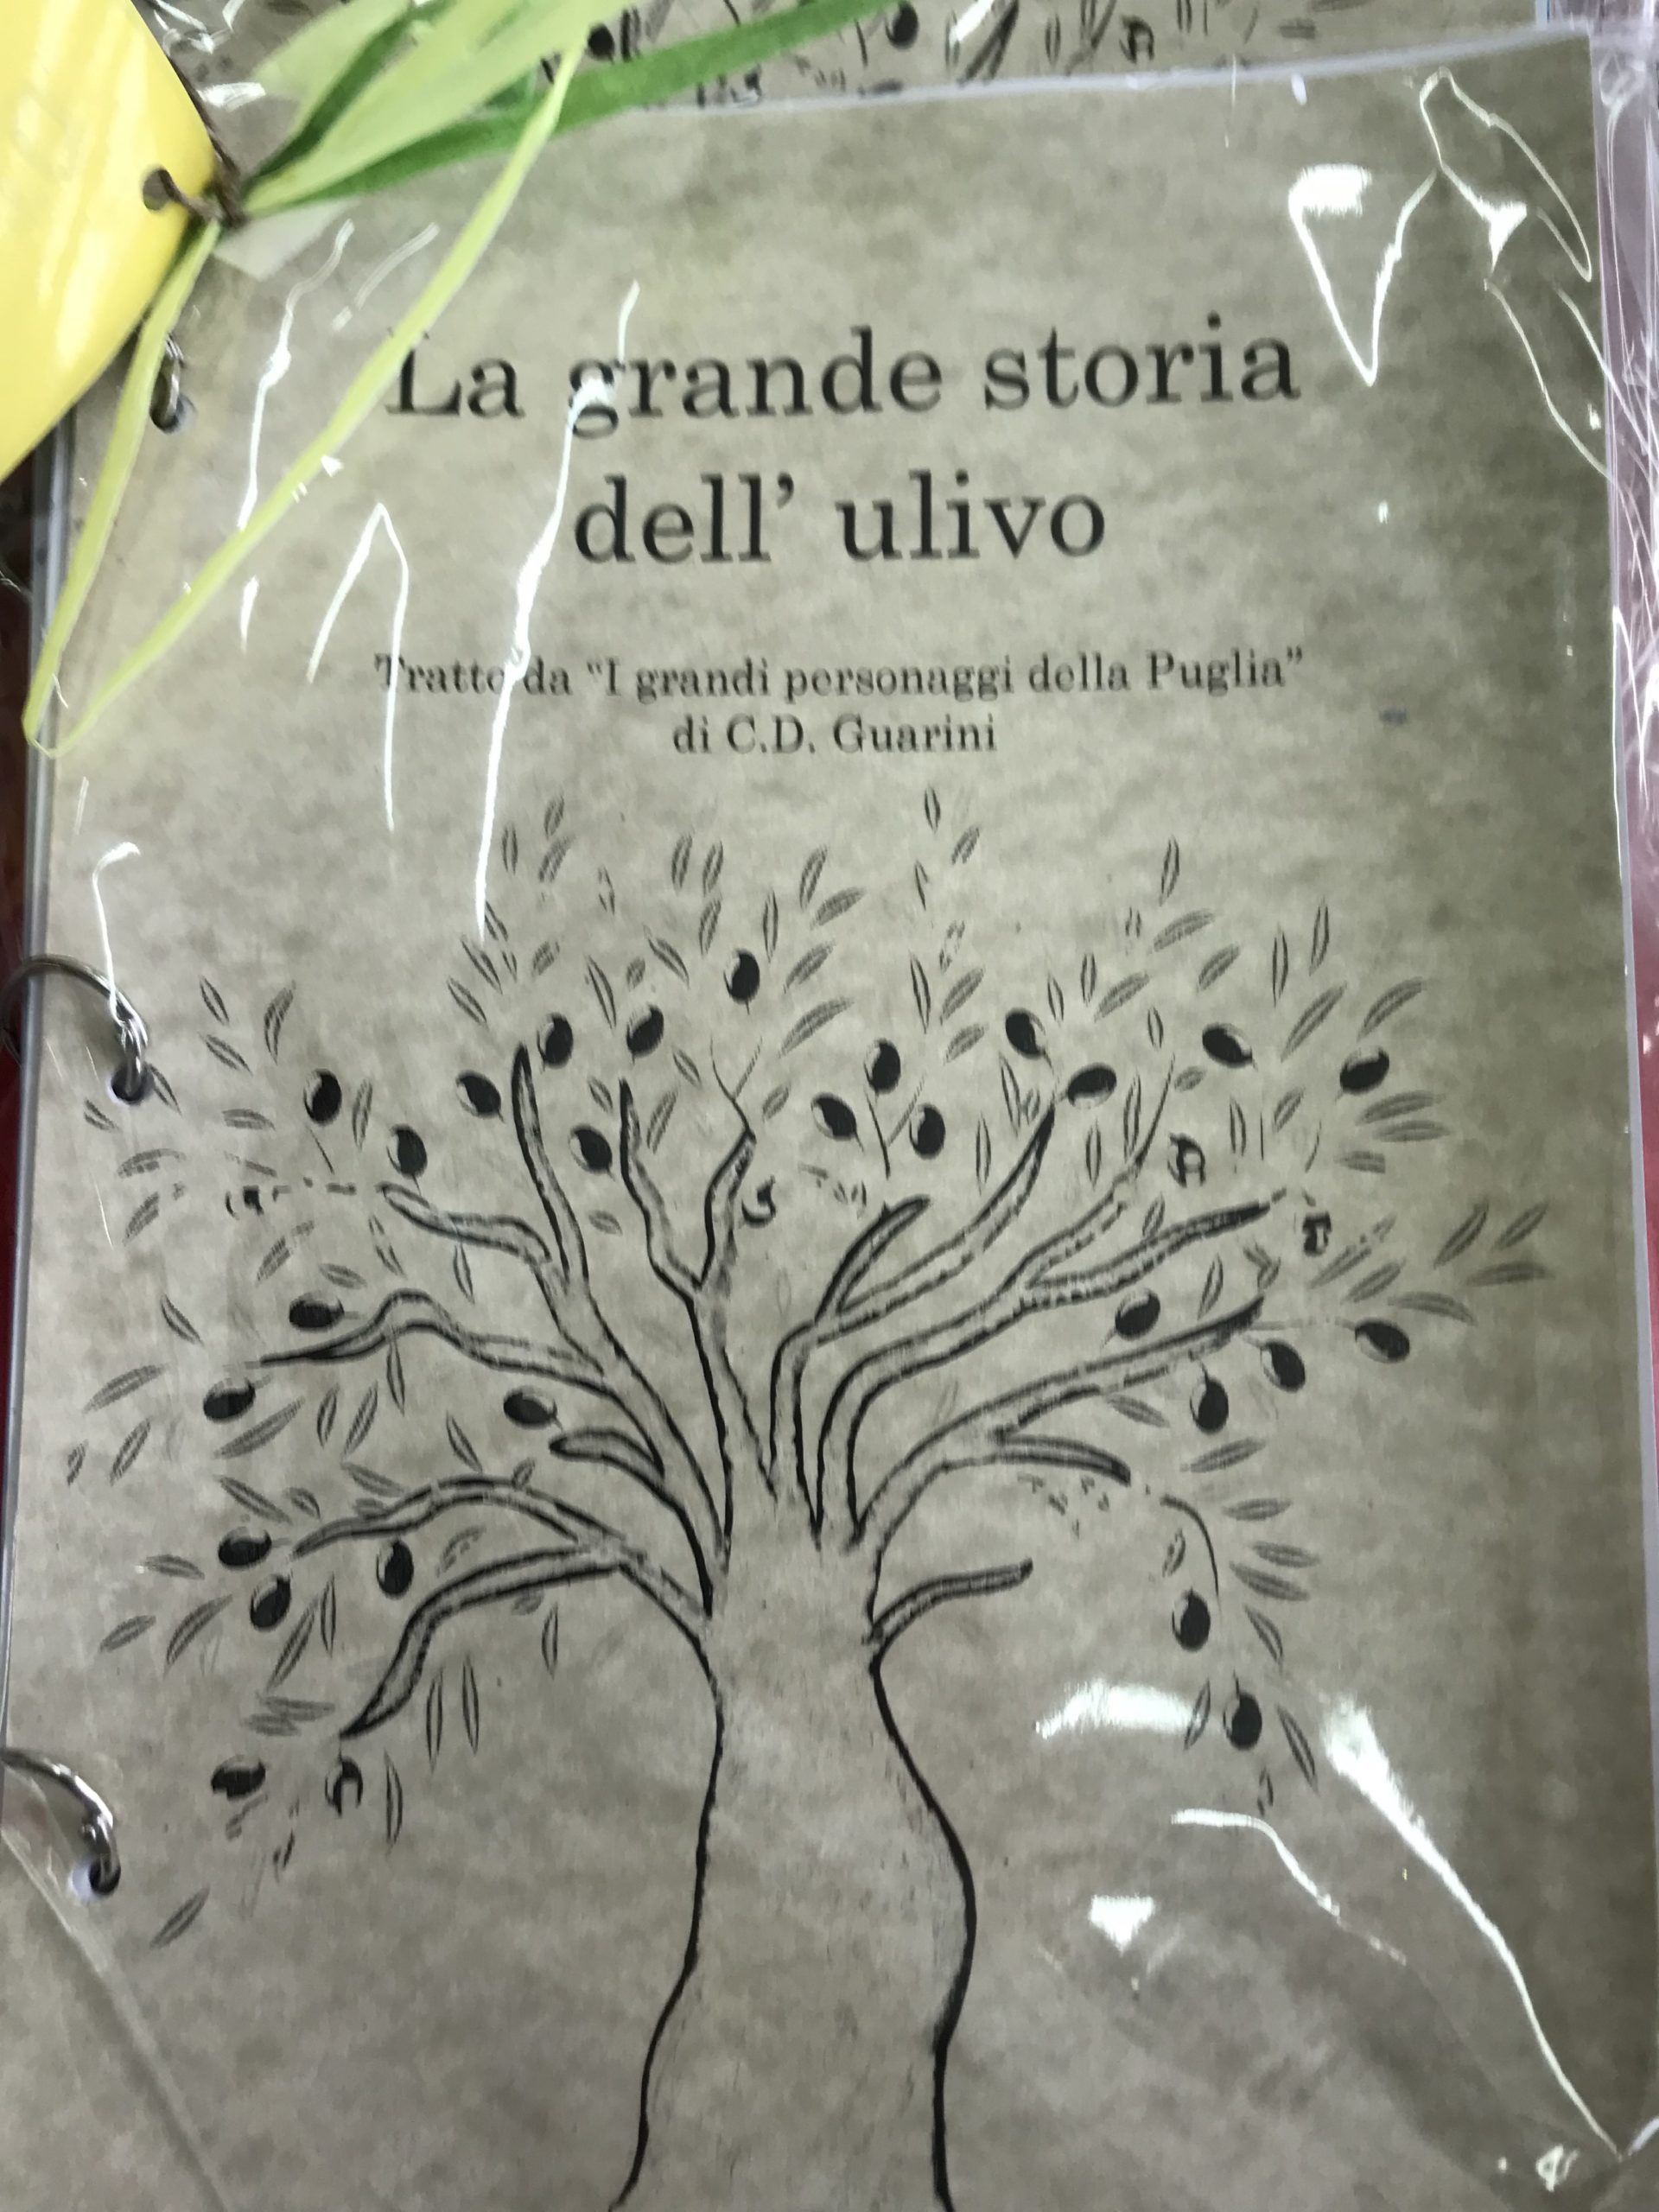 La grande storia
dell' ulivo
Tratto da "I grandi personaggi della Puglia"
di C.D. Guarini